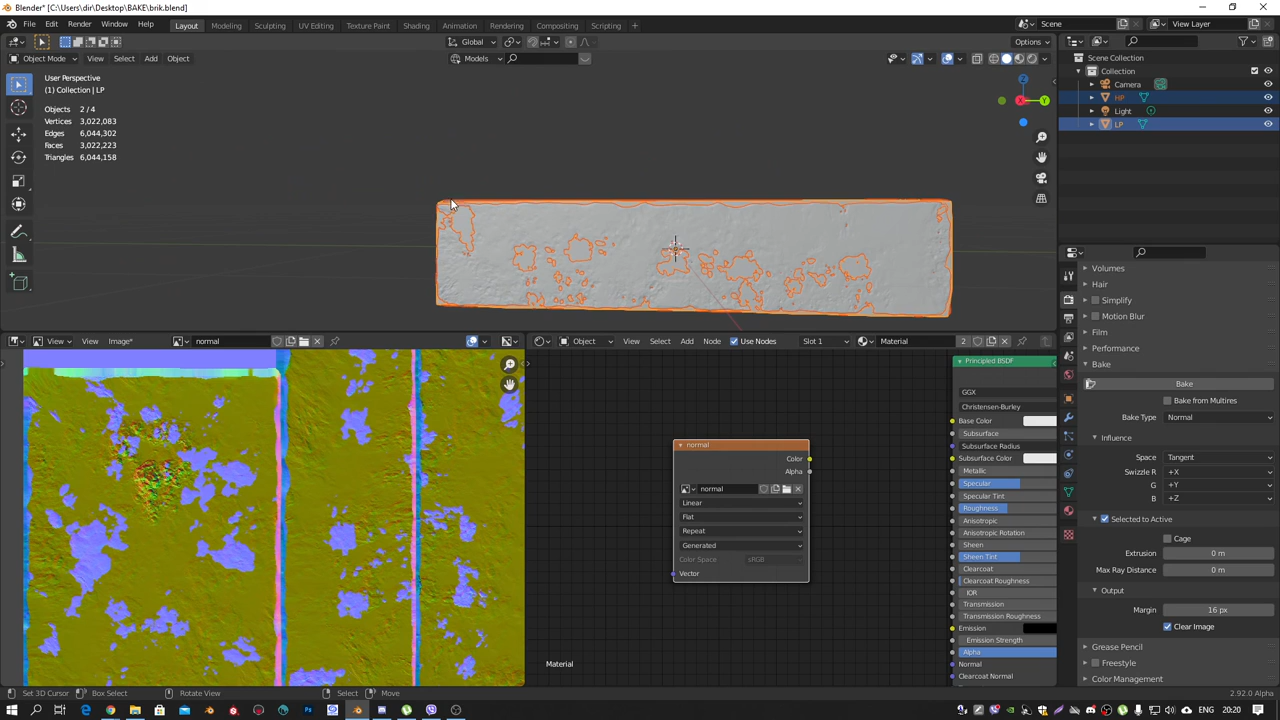 Blender* [C:\Users\dir\Desktop\BAKE\brik.blend]
File Edit Render Window Help Layout Modeling Sculpting UV Editing Texture Paint Shading Animation Rendering Compositing Scripting + Scene View Layer
Global Options
Object Mode View Select Add Object Models
User Perspective
(1) Collection | LP
Objects 2 / 4
Vertices 3,022,083
Edges 6,044,302
Faces 3,022,223
Triangles 6,044,158
X Y Z
Scene Collection
Collection
Camera
HP
Light
LP
Volumes
Hair
Simplify
Motion Blur
Film
Performance
Bake
Bake
Bake from Multires
Bake Type Normal
Influence
Space Tangent
Swizzle R +X
G +Y
B +Z
Selected to Active
Cage
Extrusion 0 m
Max Ray Distance 0 m
Output
Margin 16 px
Clear Image
Grease Pencil
Freestyle
Color Management
View View Image* normal
Object View Select Add Node Use Nodes Slot 1 Material 2
normal
Color
Alpha
normal
Linear
Flat
Repeat
Generated
Color Space sRGB
Vector
Principled BSDF
GGX
Christensen-Burley
Base Color
Subsurface
Subsurface Radius
Subsurface Color
Metallic
Specular
Specular Tint
Roughness
Anisotropic
Anisotropic Rotation
Sheen
Sheen Tint
Clearcoat
Clearcoat Roughness
IOR
Transmission
Transmission Roughness
Emission
Emission Strength
Alpha
Normal
Clearcoat Normal
Material
Set 3D Cursor Box Select Rotate View Select Move 2.92.0 Alpha
ENG 20:20